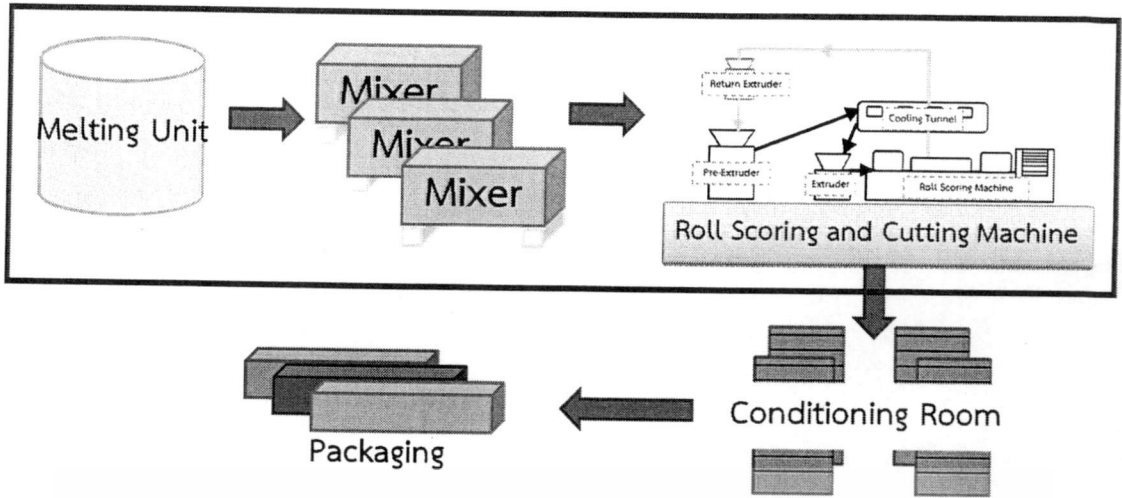 Melting Unit
Mixer
Mixer
Mixer
Return Extruder
Cooling Tunnel
Pre-Extruder
Extruder
Roll Scoring Machine
Roll Scoring and Cutting Machine
Conditioning Room
Packaging